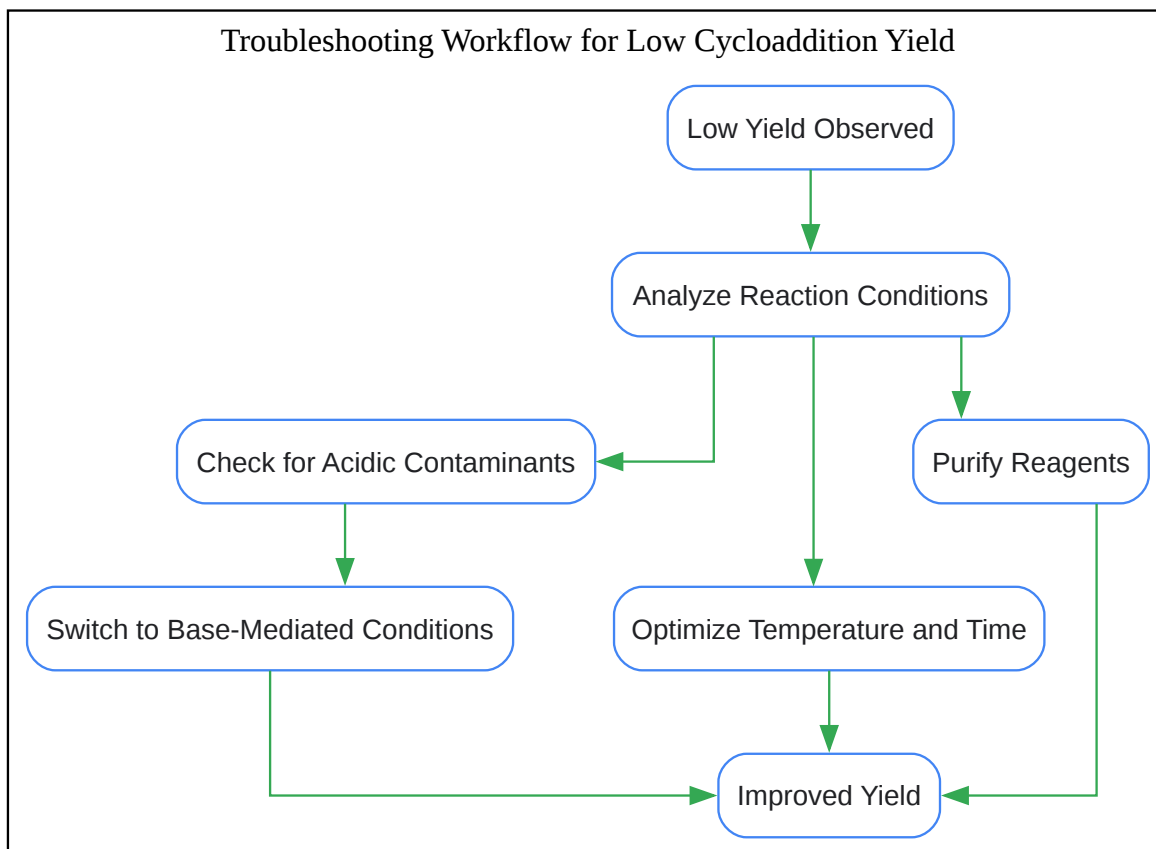 Troubleshooting Workflow for Low Cycloaddition Yield
Low Yield Observed
Analyze Reaction Conditions
Check for Acidic Contaminants
Purify Reagents
Switch to Base-Mediated Conditions
Optimize Temperature and Time
Improved Yield